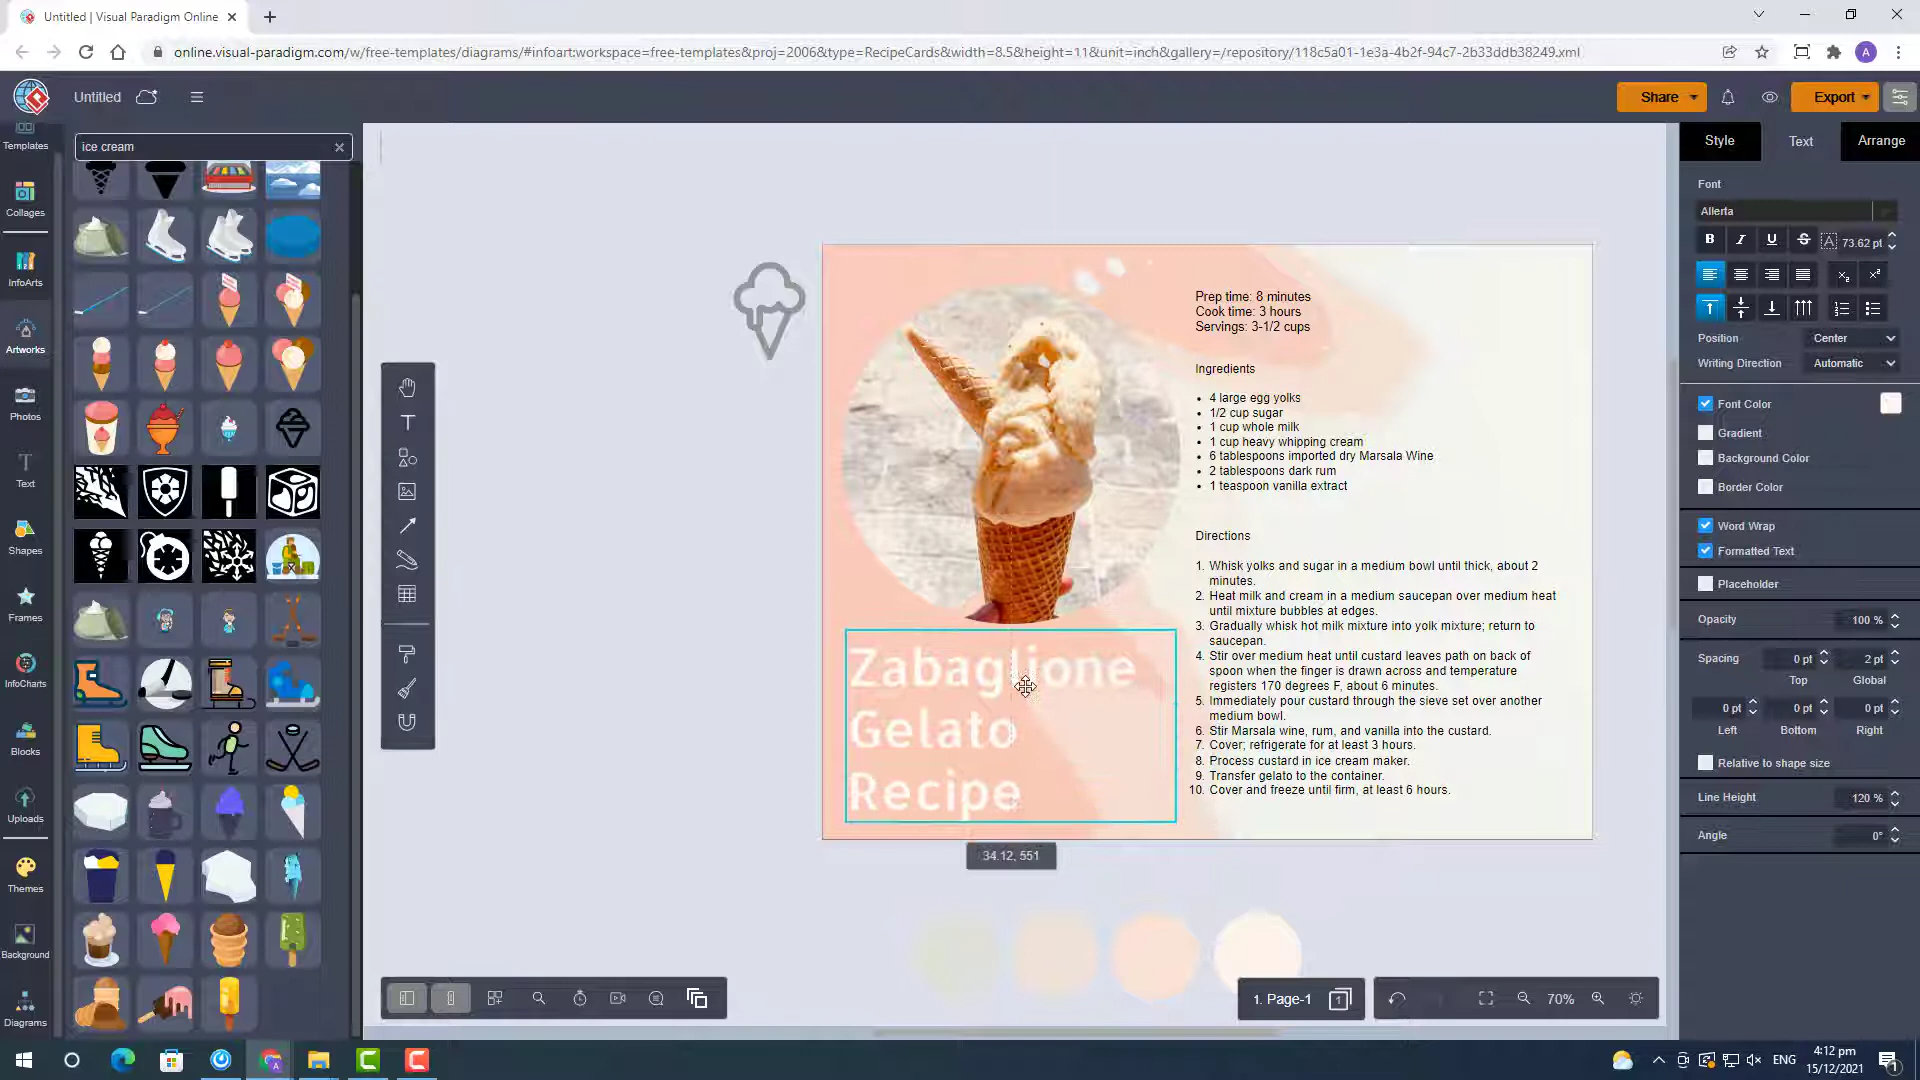 Untitled | Visual Paradigm Online
online.visual-paradigm.com/w/free-templates/diagrams/#infoart:workspace=free-templates&proj=2006&type=RecipeCards&width=8.5&height=11&unit=inch&gallery=/repository/118c5a01-1e3a-4b2f-94c7-2b33ddb38249.xml
A
Untitled
Share
Export
Templates
Collages
InfoArts
Artworks
Photos
Text
Shapes
Frames
InfoCharts
Blocks
Uploads
Themes
Background
Diagrams
ice cream
Zabaglione
Gelato
Recipe
34.12, 551
Prep time: 8 minutes
Cook time: 3 hours
Servings: 3-1/2 cups
Ingredients
• 4 large egg yolks
• 1/2 cup sugar
• 1 cup whole milk
• 1 cup heavy whipping cream
• 6 tablespoons imported dry Marsala Wine
• 2 tablespoons dark rum
• 1 teaspoon vanilla extract
Directions
1. Whisk yolks and sugar in a medium bowl until thick, about 2
minutes.
2. Heat milk and cream in a medium saucepan over medium heat
until mixture bubbles at edges.
3. Gradually whisk hot milk mixture into yolk mixture; return to
saucepan.
4. Stir over medium heat until custard leaves path on back of
spoon when the finger is drawn across and temperature
registers 170 degrees F, about 6 minutes.
5. Immediately pour custard through the sieve set over another
medium bowl.
6. Stir Marsala wine, rum, and vanilla into the custard.
7. Cover; refrigerate for at least 3 hours.
8. Process custard in ice cream maker.
9. Transfer gelato to the container.
10. Cover and freeze until firm, at least 6 hours.
1. Page-1
1
70%
Style
Text
Arrange
Font
Allerta
B I U S A 73.62 pt
Position Center
Writing Direction Automatic
Font Color
Gradient
Background Color
Border Color
Word Wrap
Formatted Text
Placeholder
Opacity 100 %
Spacing 0 pt 2 pt
Top Global
0 pt 0 pt 0 pt
Left Bottom Right
Relative to shape size
Line Height 120 %
Angle 0°
ENG
4:12 pm
15/12/2021
1